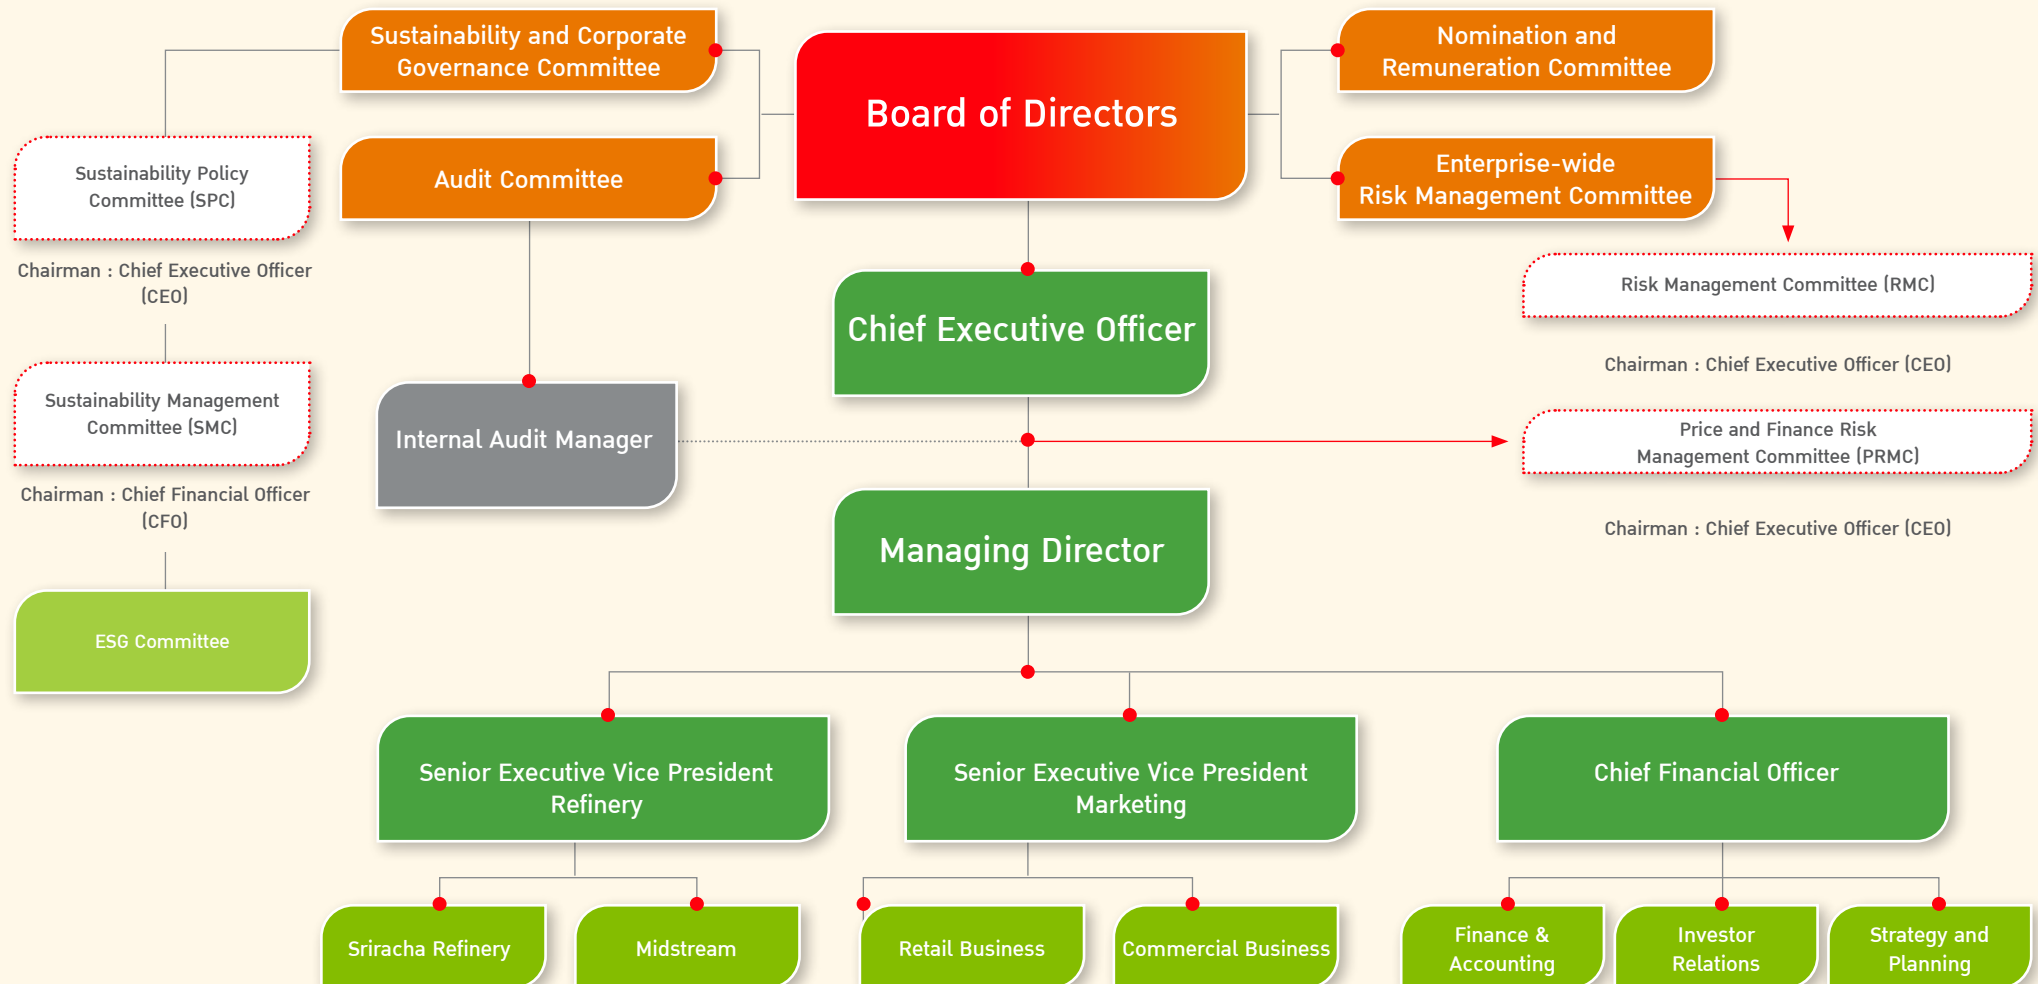 Sustainability and Corporate
Governance Committee
Board of Directors
Nomination and
Remuneration Committee
Sustainability Policy
Committee (SPC)
Audit Committee
Enterprise-wide
Risk Management Committee
Chairman : Chief Executive Officer
(CEO)
Chief Executive Officer
Risk Management Committee (RMC)
Chairman : Chief Executive Officer (CEO)
Sustainability Management
Committee (SMC)
Internal Audit Manager
Price and Finance Risk
Management Committee (PRMC)
Chairman : Chief Financial Officer
(CFO)
Chairman : Chief Executive Officer (CEO)
Managing Director
ESG Committee
Senior Executive Vice President
Refinery
Senior Executive Vice President
Marketing
Chief Financial Officer
Sriracha Refinery
Midstream
Retail Business
Commercial Business
Finance &
Accounting
Investor
Relations
Strategy and
Planning